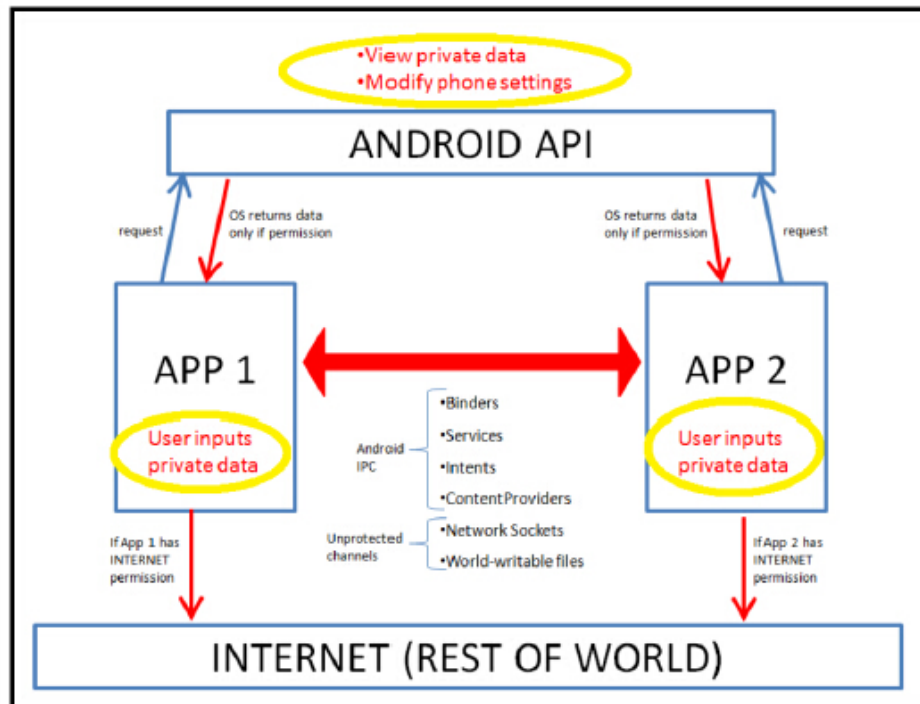 •View private data
•Modify phone settings
ANDROID API
request
OS returns data
only if permission
OS returns data
only if permission
request
APP 1
User inputs
private data
APP 2
User inputs
private data
Android
IPC
•Binders
•Services
•Intents
•ContentProviders
Unprotected
channels
•Network Sockets
•World-writable files
If App 1 has
INTERNET
permission
If App 2 has
INTERNET
permission
INTERNET (REST OF WORLD)